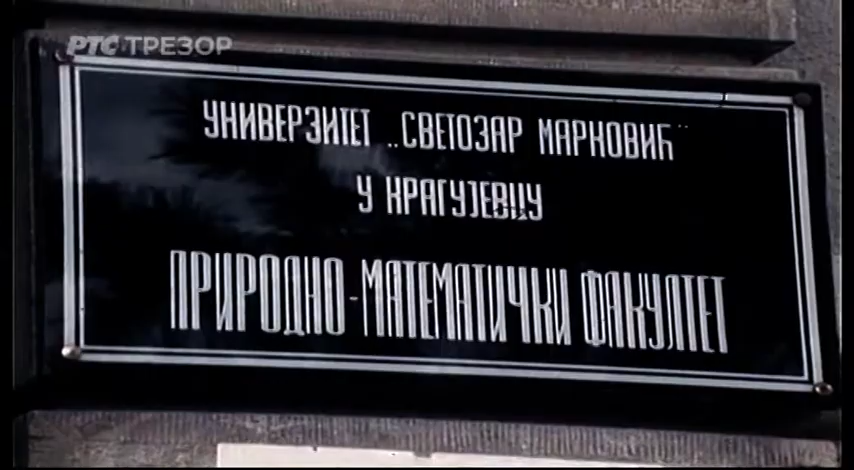 РТС ТРЕЗОР
УНИВЕРЗИТЕТ „СВЕТОЗАР МАРКОВИЋ"
У КРАГУЈЕВЦУ
ПРИРОДНО-МАТЕМАТИЧКИ ФАКУЛТЕТ